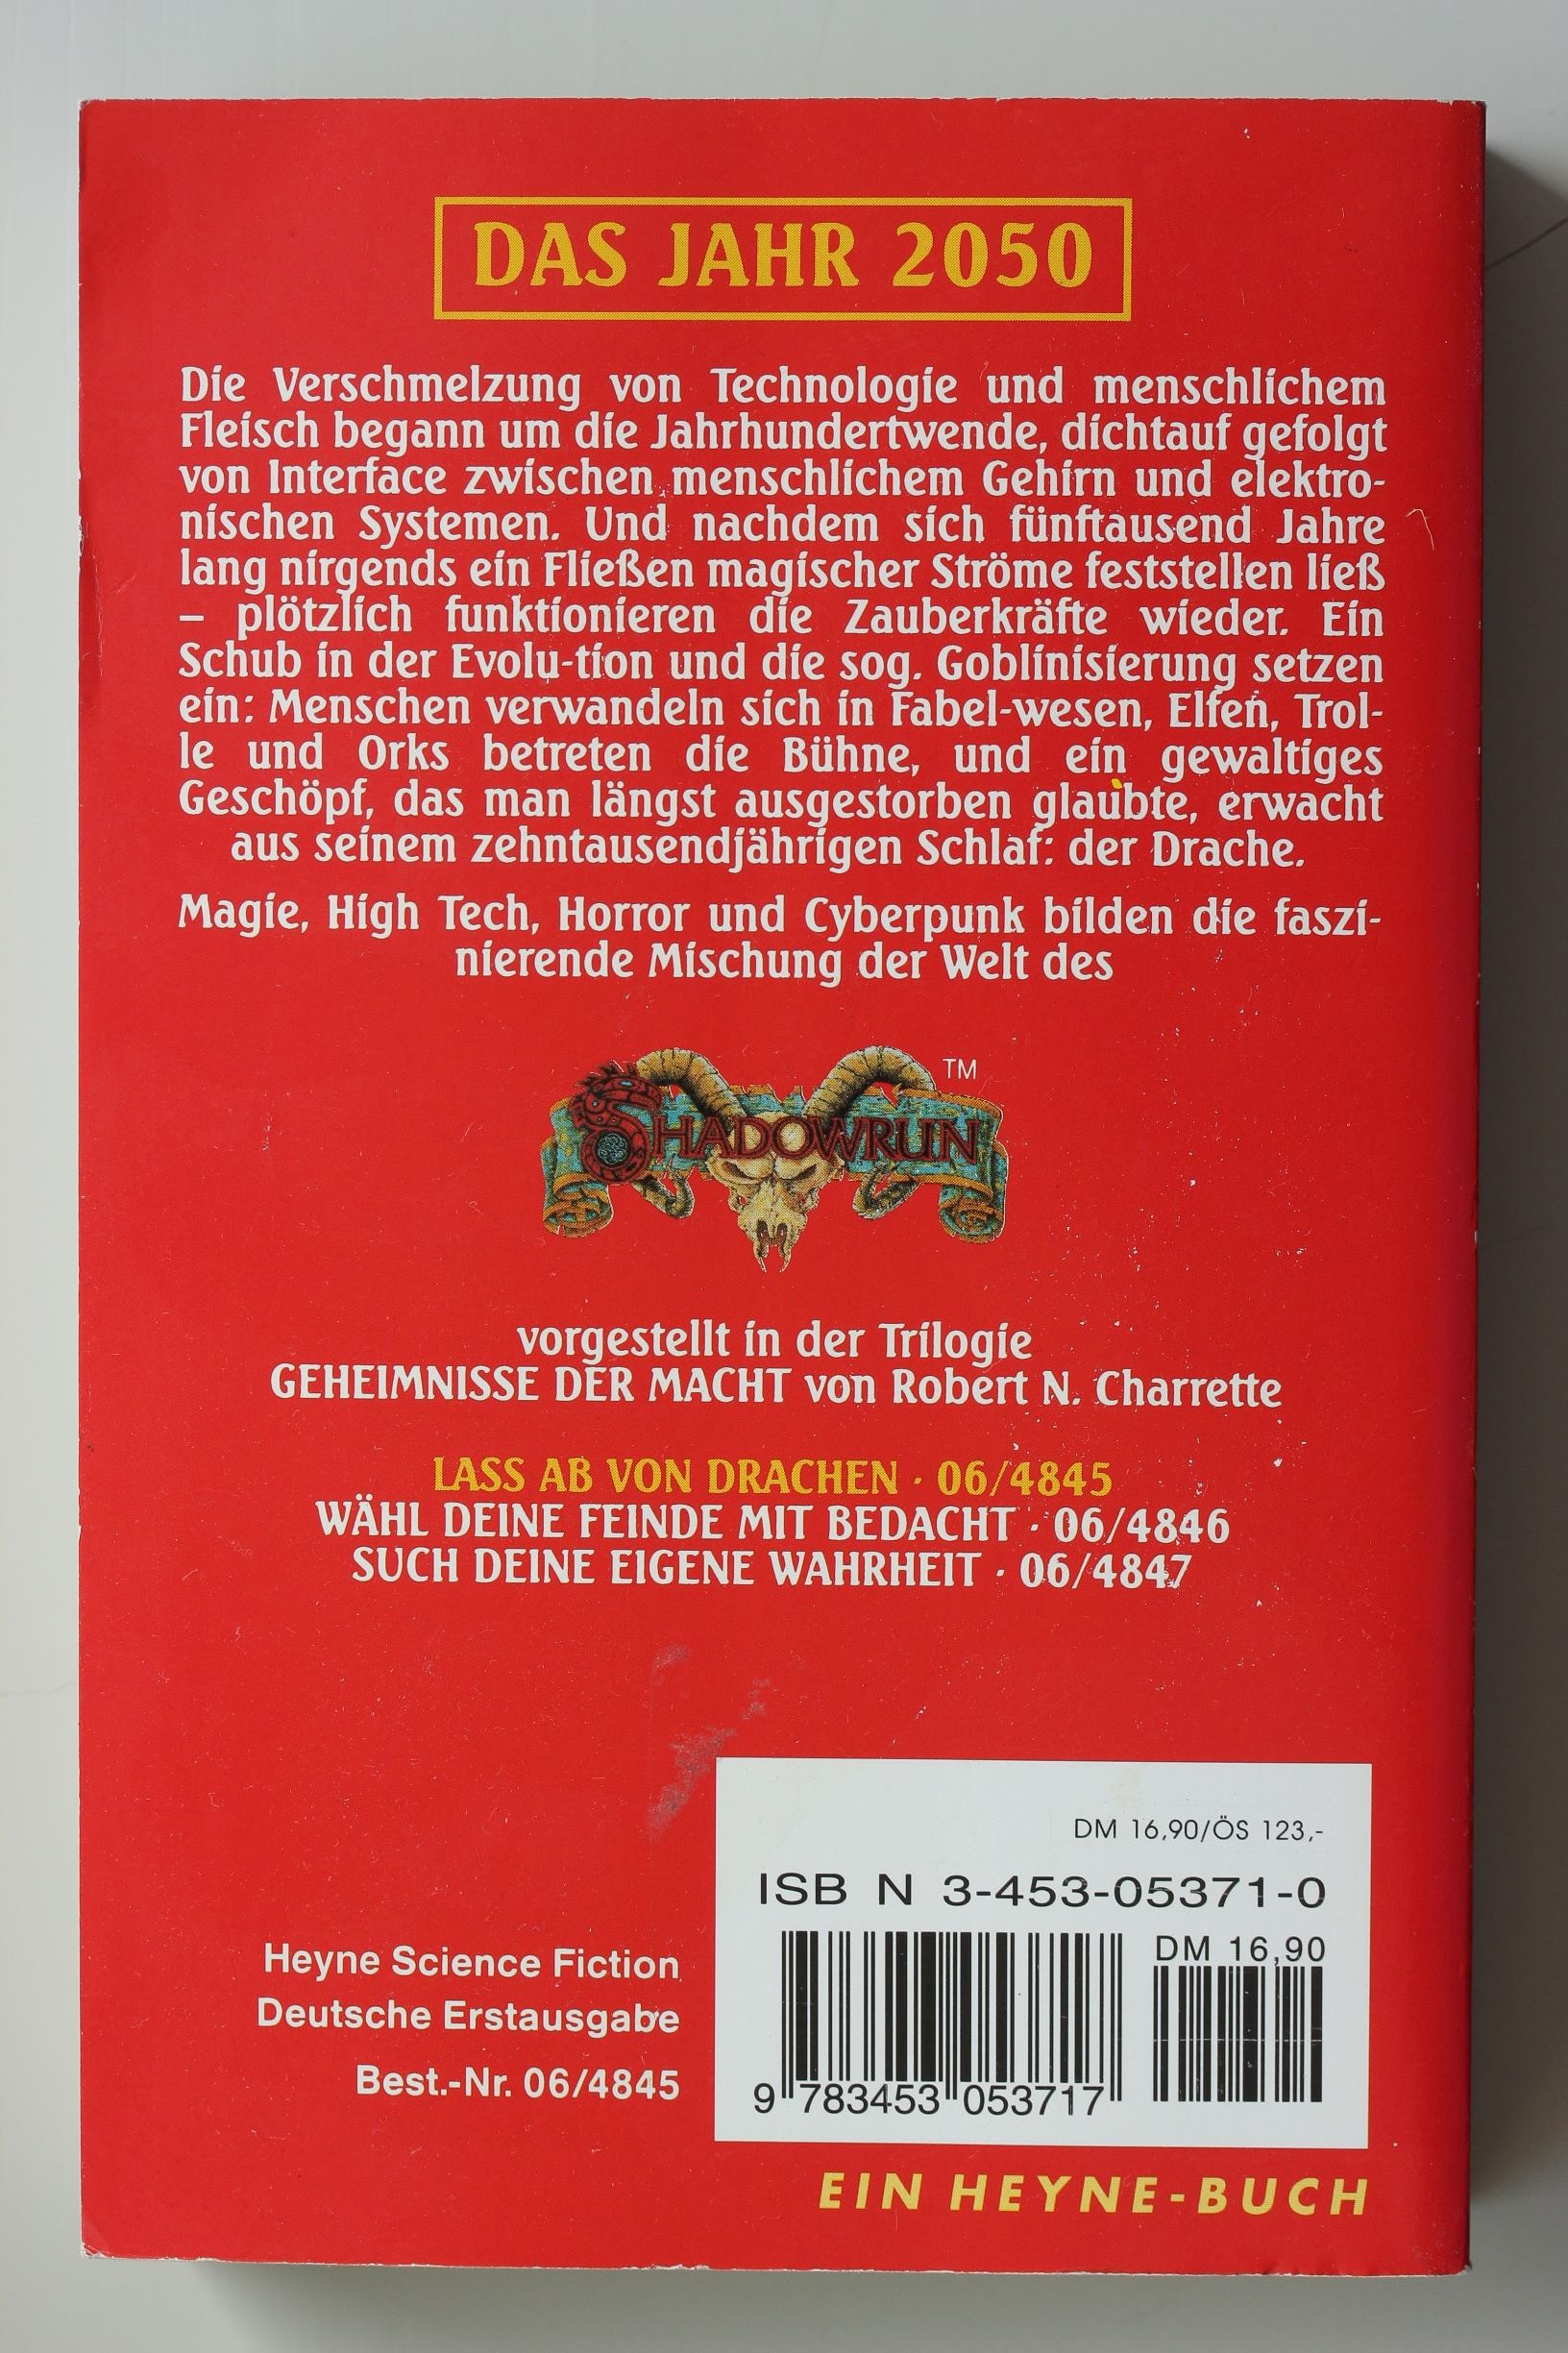 DAS JAHR 2050
Die Verschmelzung von Technologie und menschlichem
Fleisch begann um die Jahrhundertwende, dichtauf gefolgt
von Interface zwischen menschlichem Gehirn und elektro-
nischen Systemen. Und nachdem sich fünftausend Jahre
lang nirgends ein Fließen magischer Ströme feststellen ließ
– plötzlich funktionieren die Zauberkräfte wieder. Ein
Schub in der Evolu-tion und die sog. Goblinisierung setzen
ein: Menschen verwandeln sich in Fabel-wesen, Elfen, Trol-
le und Orks betreten die Bühne, und ein gewaltiges
Geschöpf, das man längst ausgestorben glaubte, erwacht
aus seinem zehntausendjährigen Schlaf: der Drache.
Magie, High Tech, Horror und Cyberpunk bilden die faszi-
nierende Mischung der Welt des
SHADOWRUN TM
vorgestellt in der Trilogie
GEHEIMNISSE DER MACHT von Robert N. Charrette
LASS AB VON DRACHEN · 06/4845
WÄHL DEINE FEINDE MIT BEDACHT · 06/4846
SUCH DEINE EIGENE WAHRHEIT · 06/4847
DM 16,90/ÖS 123,-
ISB N 3-453-05371-0
DM 16,90
9 783453 053717
Heyne Science Fiction
Deutsche Erstausgabe
Best.-Nr. 06/4845
EIN HEYNE-BUCH